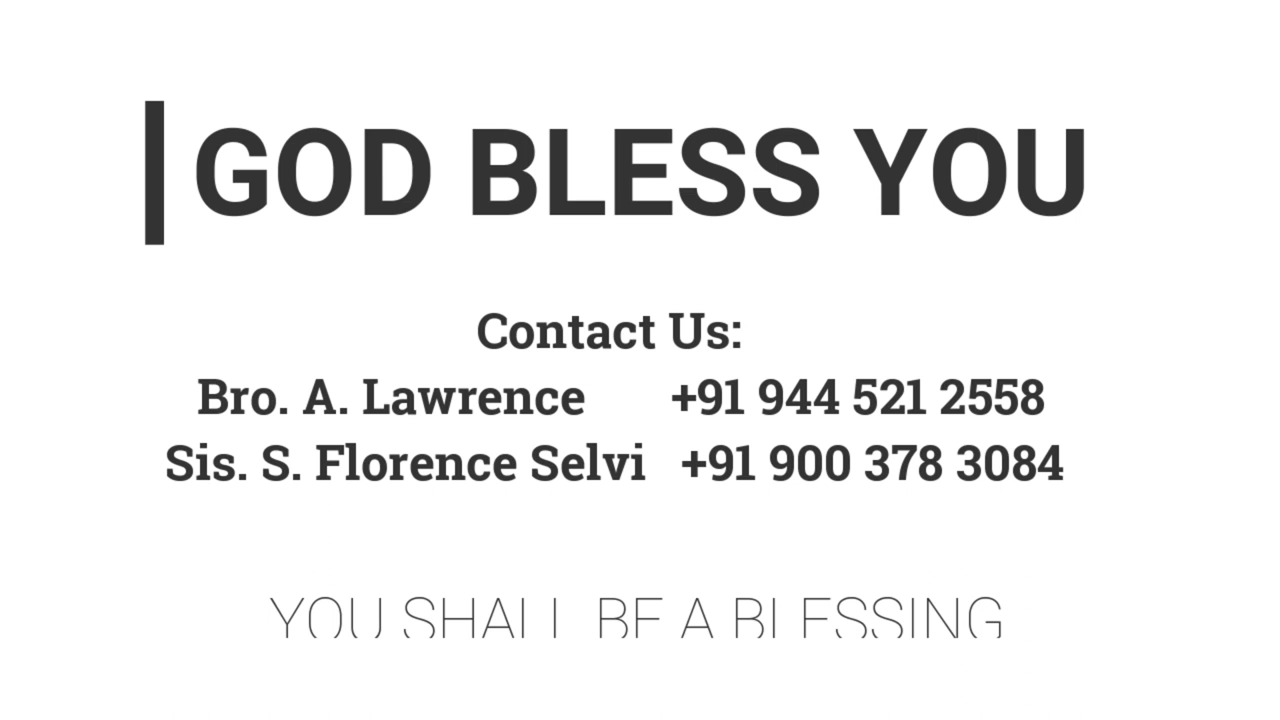 GOD BLESS YOU
Contact Us:
Bro. A. Lawrence +91 944 521 2558
Sis. S. Florence Selvi +91 900 378 3084
YOU SHALL BE A BLESSING